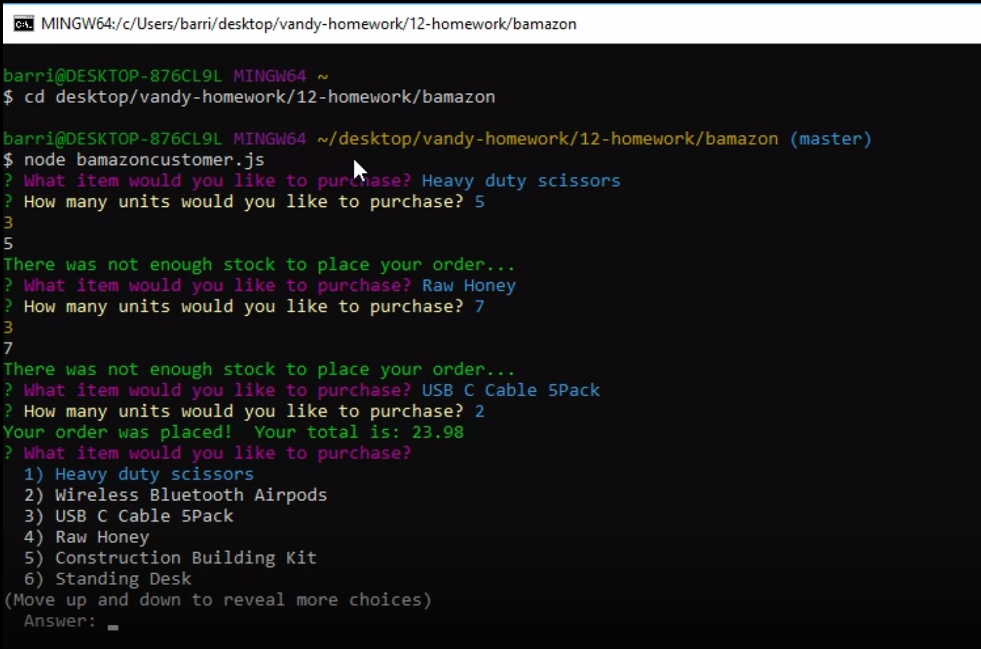 MINGW64:/c/Users/barri/desktop/vandy-homework/12-homework/bamazon
barri@DESKTOP-876CL9L MINGW64 ~
$ cd desktop/vandy-homework/12-homework/bamazon
barri@DESKTOP-876CL9L MINGW64 ~/desktop/vandy-homework/12-homework/bamazon (master)
$ node bamazoncustomer.js
? What item would you like to purchase? Heavy duty scissors
? How many units would you like to purchase? 5
3
5
There was not enough stock to place your order...
? What item would you like to purchase? Raw Honey
? How many units would you like to purchase? 7
3
7
There was not enough stock to place your order...
? What item would you like to purchase? USB C Cable 5Pack
? How many units would you like to purchase? 2
Your order was placed!  Your total is: 23.98
? What item would you like to purchase?
1) Heavy duty scissors
2) Wireless Bluetooth Airpods
3) USB C Cable 5Pack
4) Raw Honey
5) Construction Building Kit
6) Standing Desk
(Move up and down to reveal more choices)
Answer: